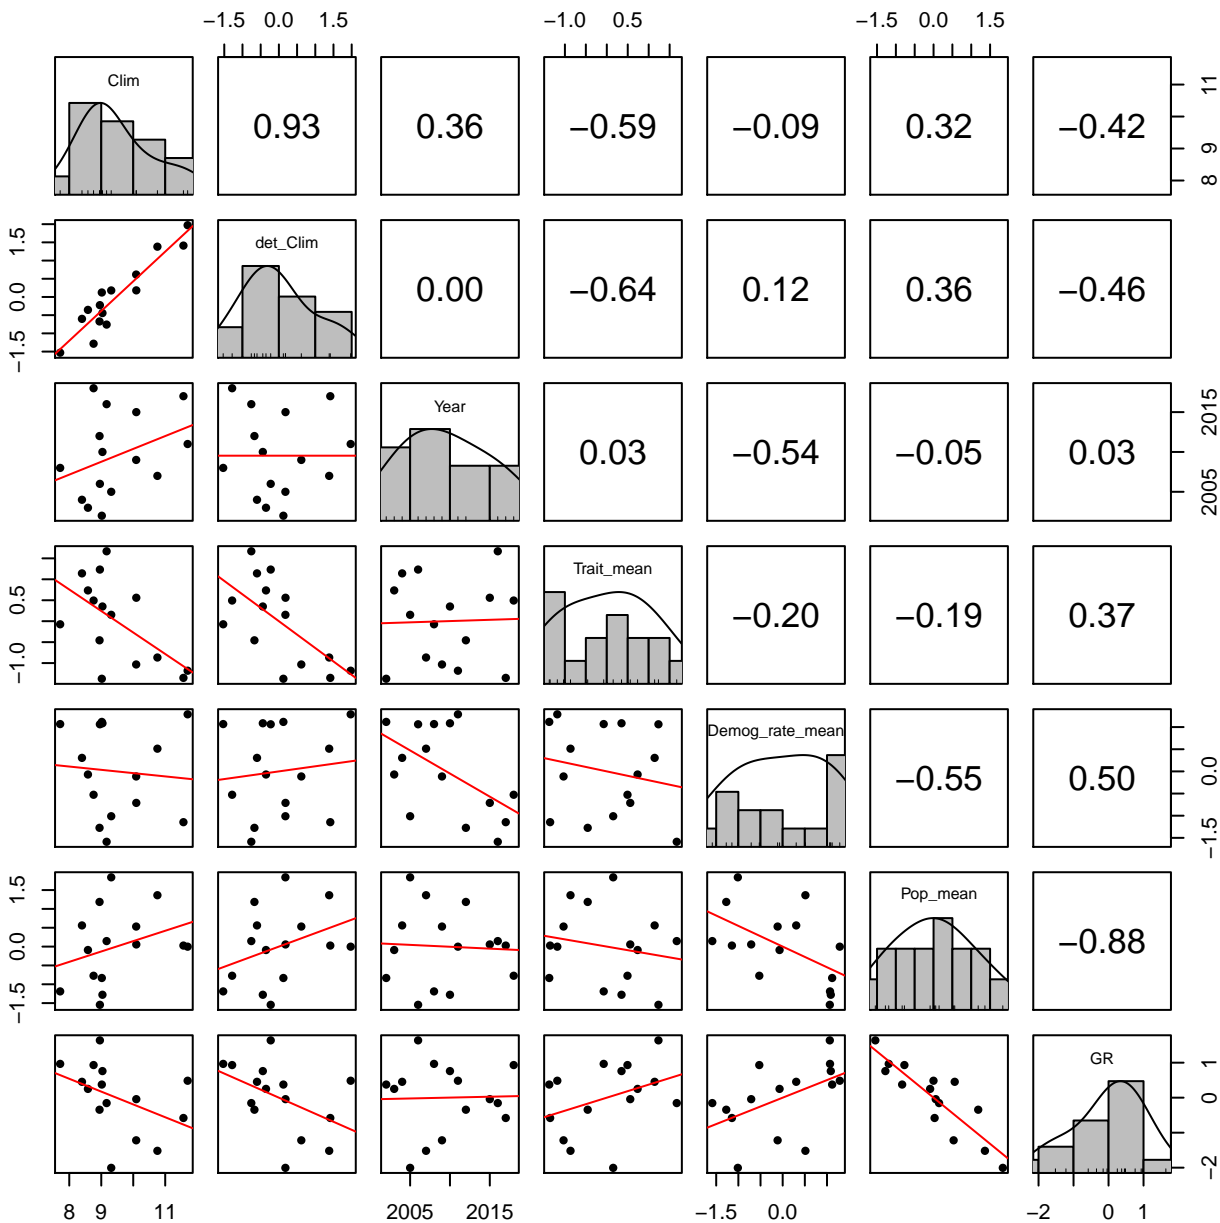 −1.5 0.0 1.5 −1.0 0.5 −1.5 0.0 1.5
Clim 0.93 0.36 −0.59 −0.09 0.32 −0.42 8 9 11
−1.5 0.0 1.5 det_Clim 0.00 −0.64 0.12 0.36 −0.46
Year 0.03 −0.54 −0.05 0.03 2005 2015
−1.0 0.5 Trait_mean −0.20 −0.19 0.37
Demog_rate_mean −0.55 0.50 −1.5 0.0
−1.5 0.0 1.5 Pop_mean −0.88
GR −2 0 1
8 9 11 2005 2015 −1.5 0.0 −2 0 1